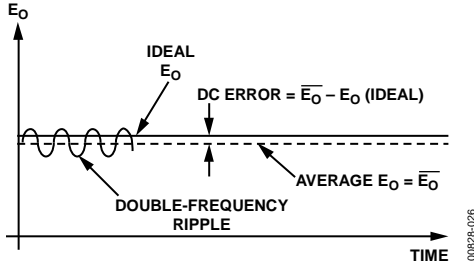 E_O
IDEAL
E_O
DC ERROR = E̅_O̅ – E_O (IDEAL)
AVERAGE E_O = E̅_O̅
DOUBLE-FREQUENCY
RIPPLE
TIME
00828-026